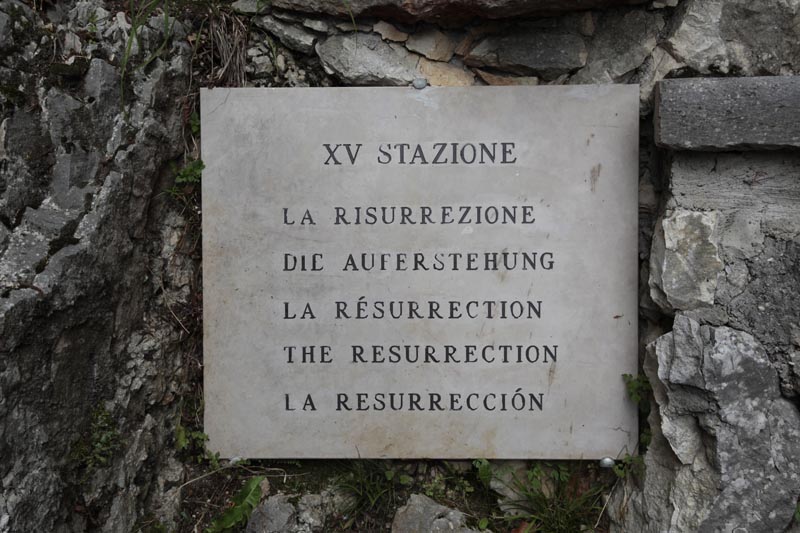 XV STAZIONE
LA RISURREZIONE
DIE AUFERSTEHUNG
LA RÉSURRECTION
THE RESURRECTION
LA RESURRECCIÓN